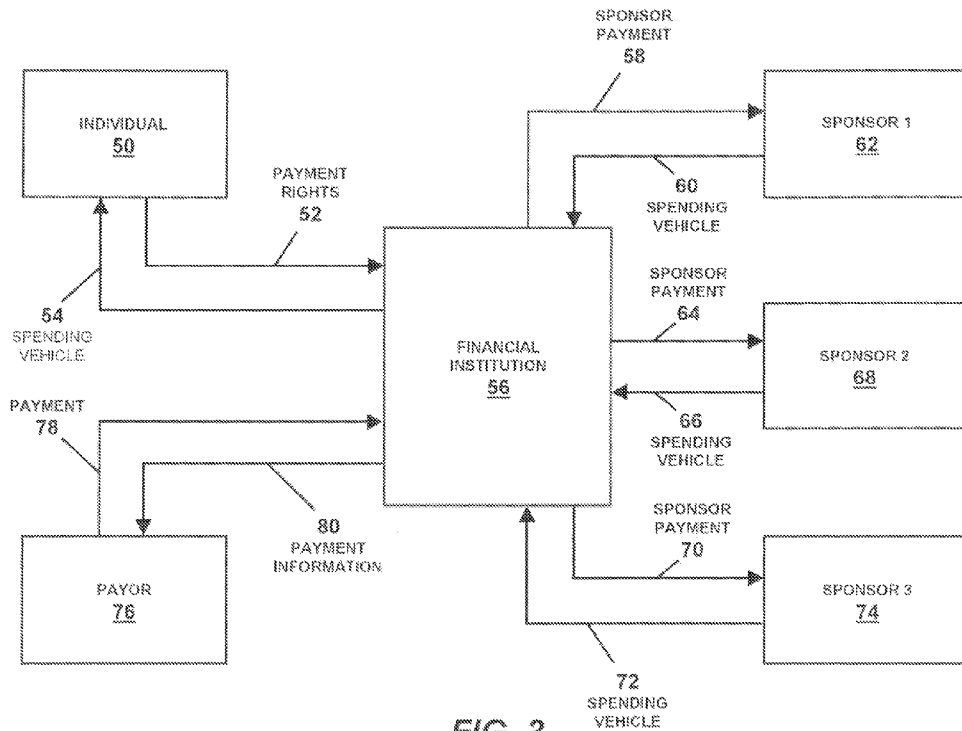 SPONSOR
PAYMENT
58
INDIVIDUAL
50
SPONSOR 1
62
PAYMENT
RIGHTS
52
60
SPENDING
VEHICLE
54
SPENDING
VEHICLE
SPONSOR
PAYMENT
64
FINANCIAL
INSTITUTION
56
SPONSOR 2
68
PAYMENT
78
66
SPENDING
VEHICLE
80
PAYMENT
INFORMATION
SPONSOR
PAYMENT
70
PAYOR
76
SPONSOR 3
74
72
SPENDING
VEHICLE
FIG.